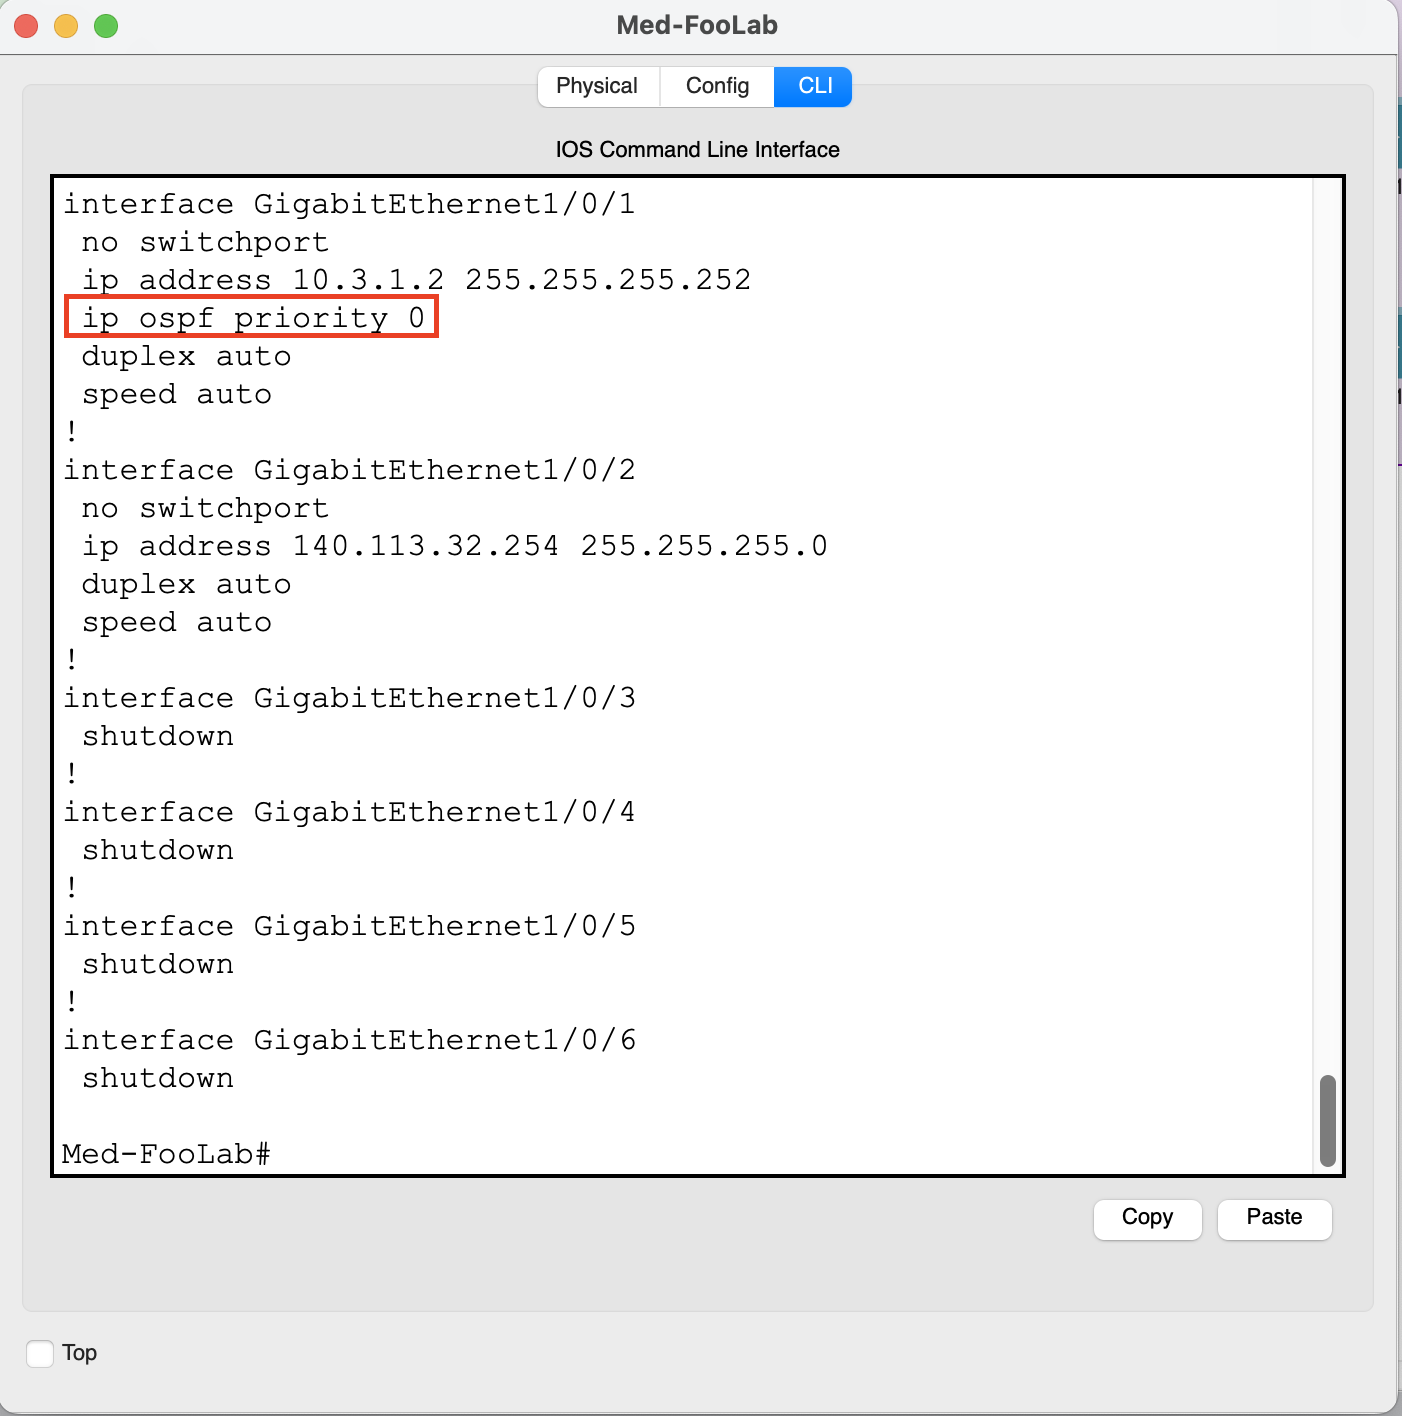 Med-FooLab
Physical Config CLI
IOS Command Line Interface
interface GigabitEthernet1/0/1
 no switchport
 ip address 10.3.1.2 255.255.255.252
 ip ospf priority 0
 duplex auto
 speed auto
!
interface GigabitEthernet1/0/2
 no switchport
 ip address 140.113.32.254 255.255.255.0
 duplex auto
 speed auto
!
interface GigabitEthernet1/0/3
 shutdown
!
interface GigabitEthernet1/0/4
 shutdown
!
interface GigabitEthernet1/0/5
 shutdown
!
interface GigabitEthernet1/0/6
 shutdown
Med-FooLab#
Copy Paste
Top